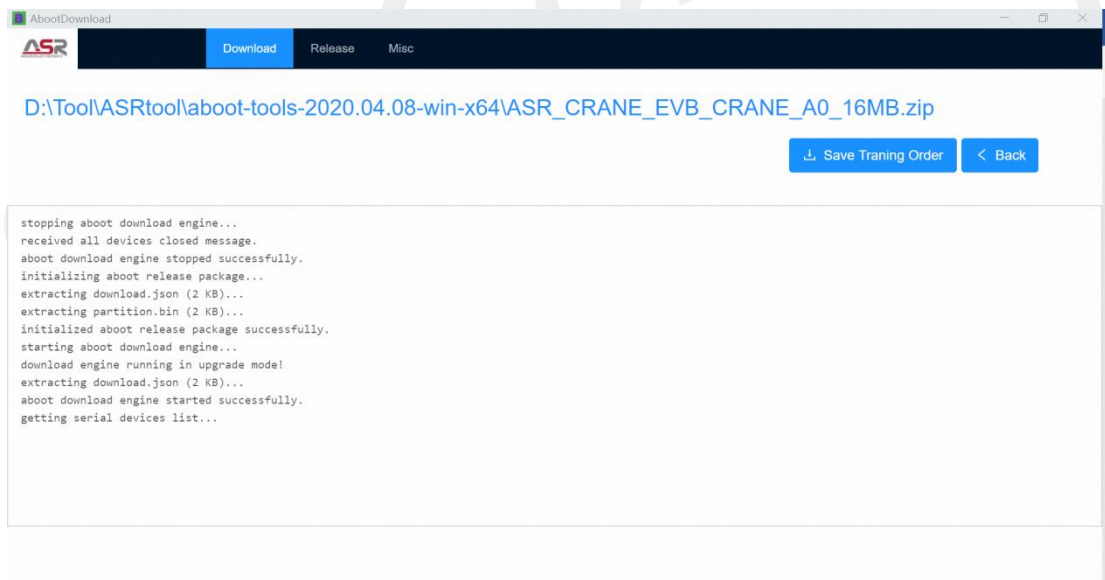 AbootDownload
ASR
Download Release Misc
D:\Tool\ASRtool\aboot-tools-2020.04.08-win-x64\ASR_CRANE_EVB_CRANE_A0_16MB.zip
Save Traning Order
< Back
stopping aboot download engine...
received all devices closed message.
aboot download engine stopped successfully.
initializing aboot release package...
extracting download.json (2 KB)...
extracting partition.bin (2 KB)...
initialized aboot release package successfully.
starting aboot download engine...
download engine running in upgrade mode!
extracting download.json (2 KB)...
aboot download engine started successfully.
getting serial devices list...